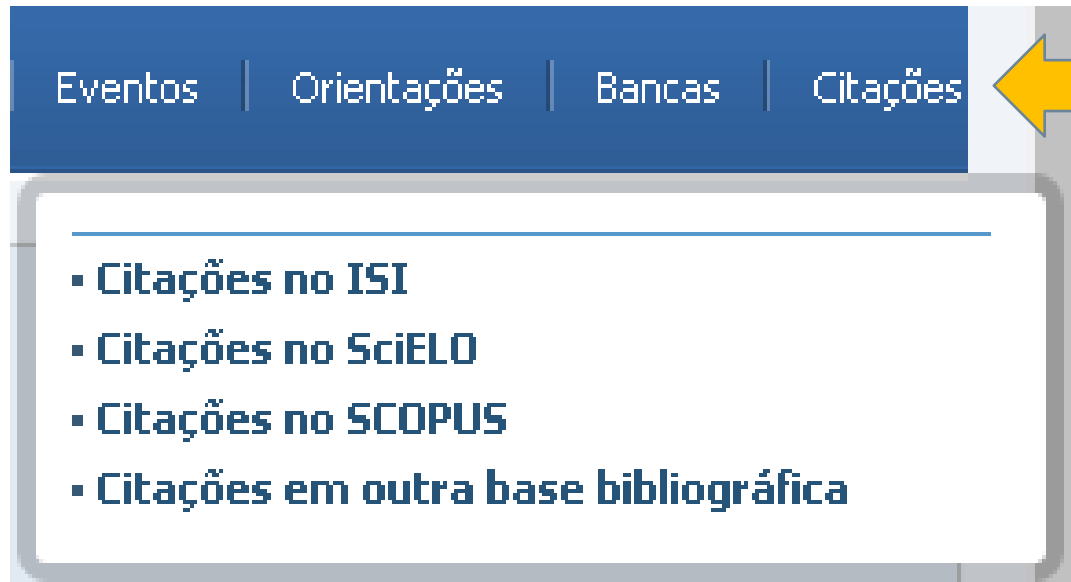 Eventos | Orientações | Bancas | Citações
▪ Citações no ISI
▪ Citações no SciELO
▪ Citações no SCOPUS
▪ Citações em outra base bibliográfica